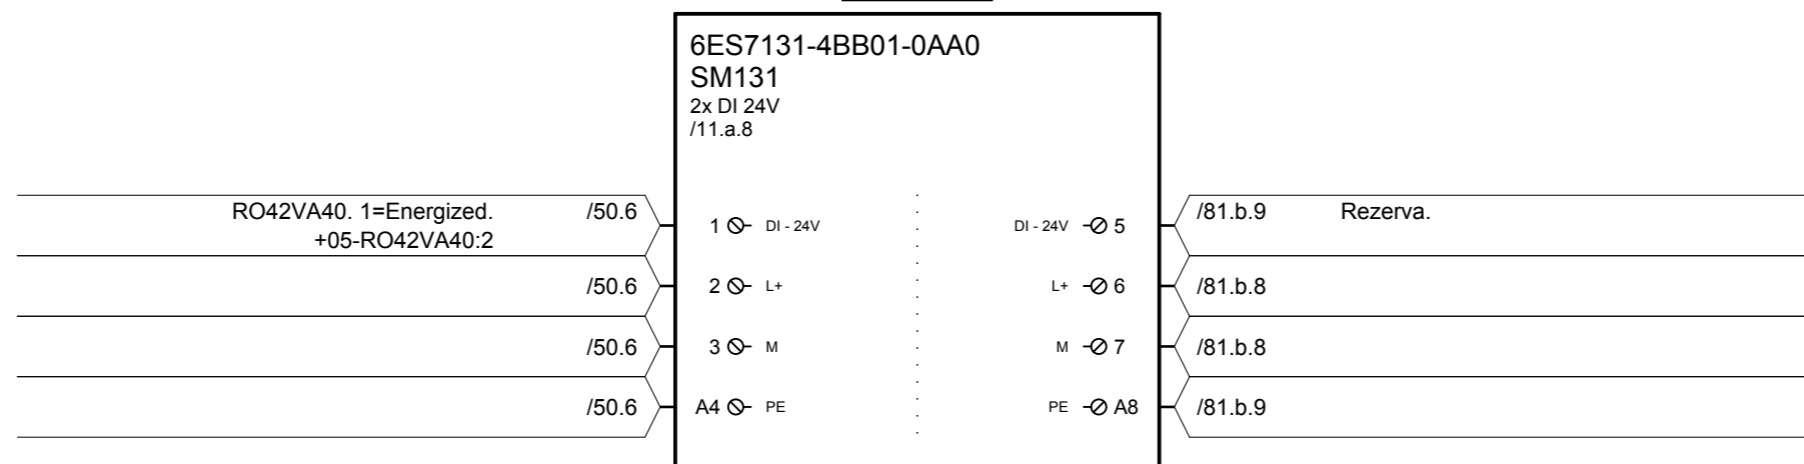 6ES7131-4BB01-0AA0
SM131
2x DI 24V
/11.a.8
RO42VA40. 1=Energized. /50.6 1 DI - 24V DI - 24V 5 /81.b.9 Rezerva.
+05-RO42VA40:2
/50.6 2 L+ L+ 6 /81.b.8
/50.6 3 M M 7 /81.b.8
/50.6 A4 PE PE A8 /81.b.9